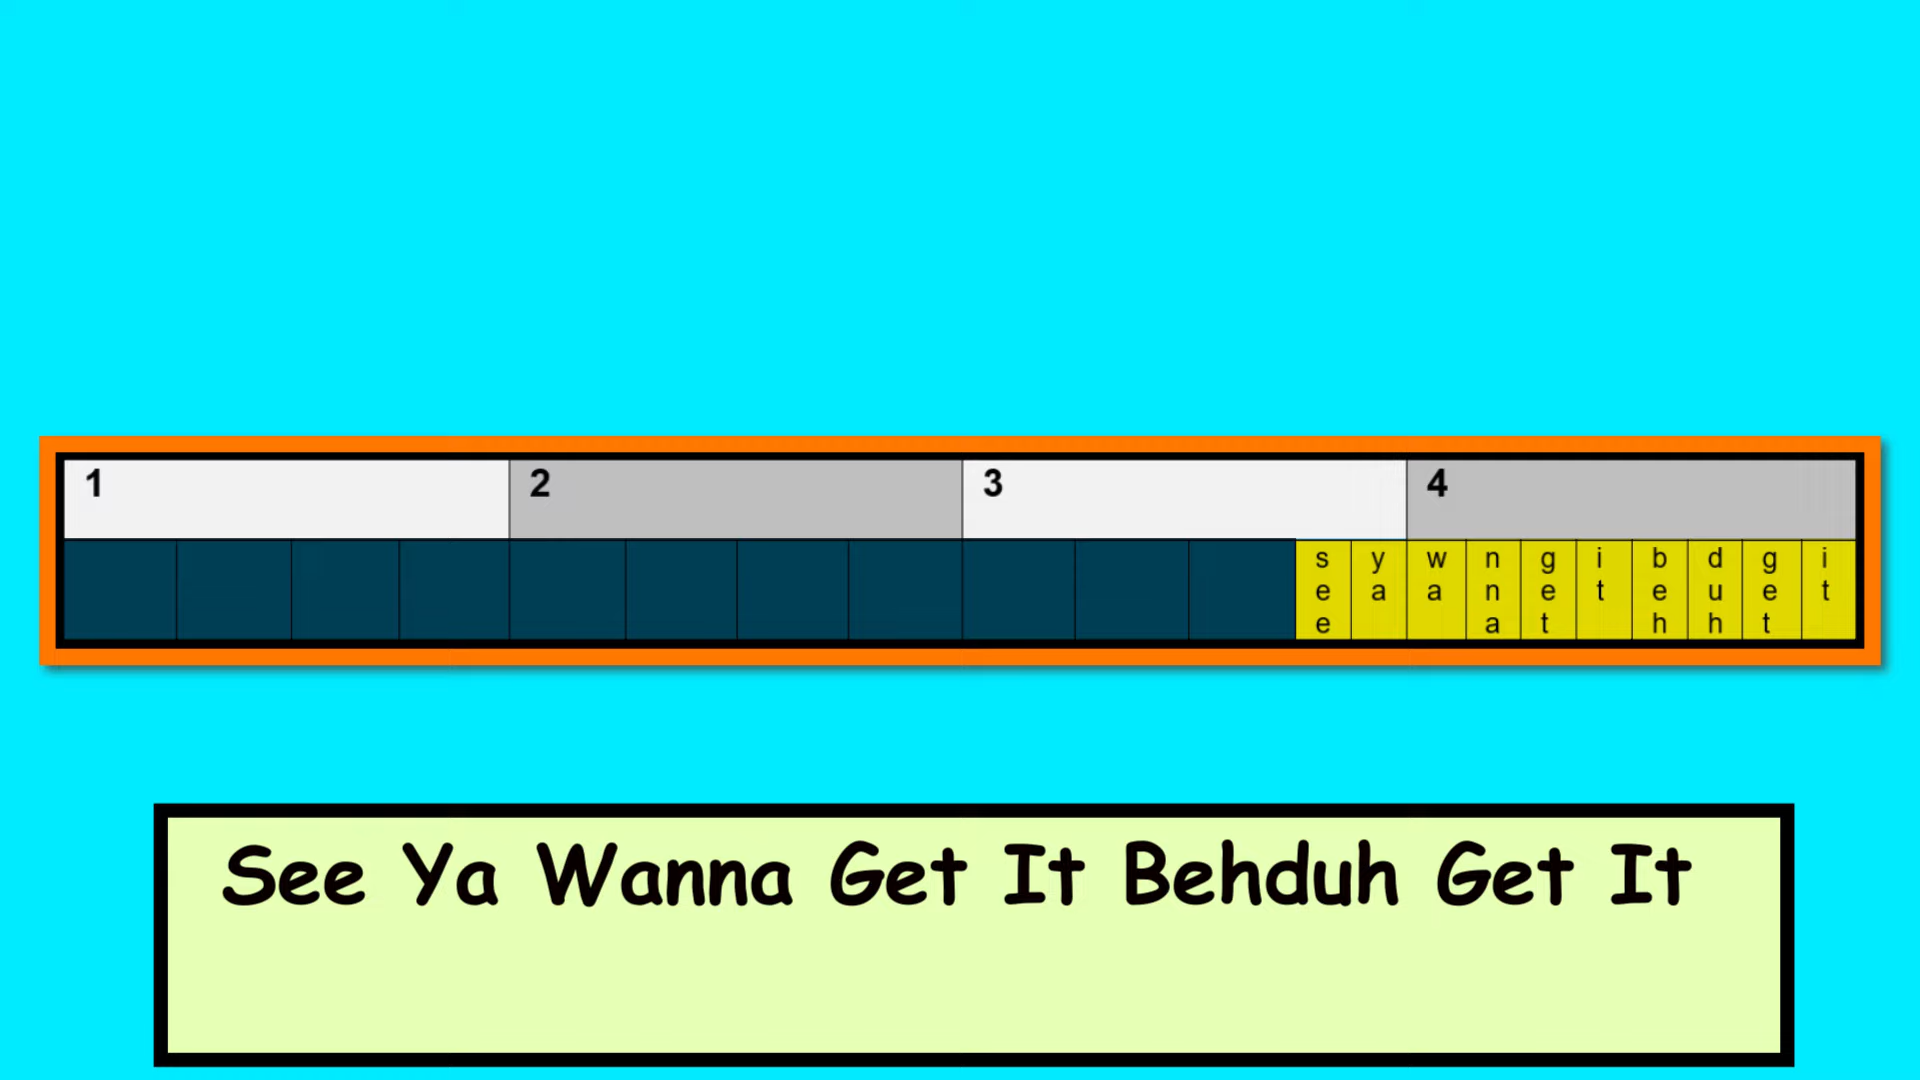 1 2 3 4
see ya wa nna get it beh duh get it
See Ya Wanna Get It Behduh Get It